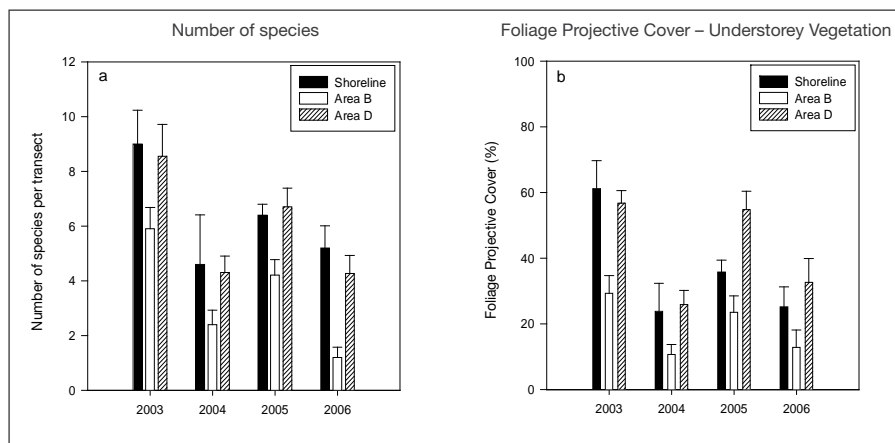 Number of species
Number of species per transect
12
10
8
6
4
2
0
a
Shoreline
Area B
Area D
2003 2004 2005 2006
Foliage Projective Cover – Understorey Vegetation
Foliage Projective Cover (%)
100
80
60
40
20
0
b
Shoreline
Area B
Area D
2003 2004 2005 2006